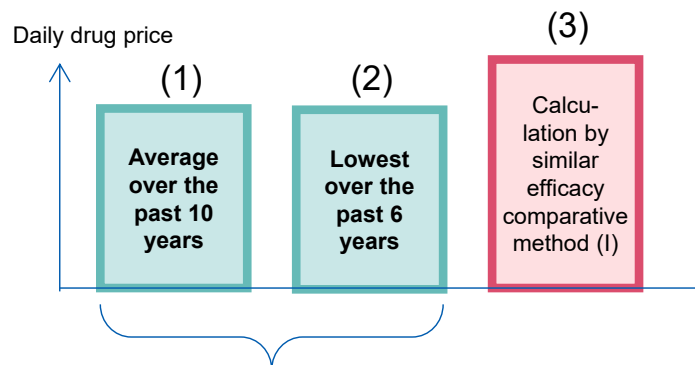 Daily drug price
(1)
(2)
(3)
Average
over the
past 10
years
Lowest
over the
past 6
years
Calcu-
lation by
similar
efficacy
comparative
method (I)